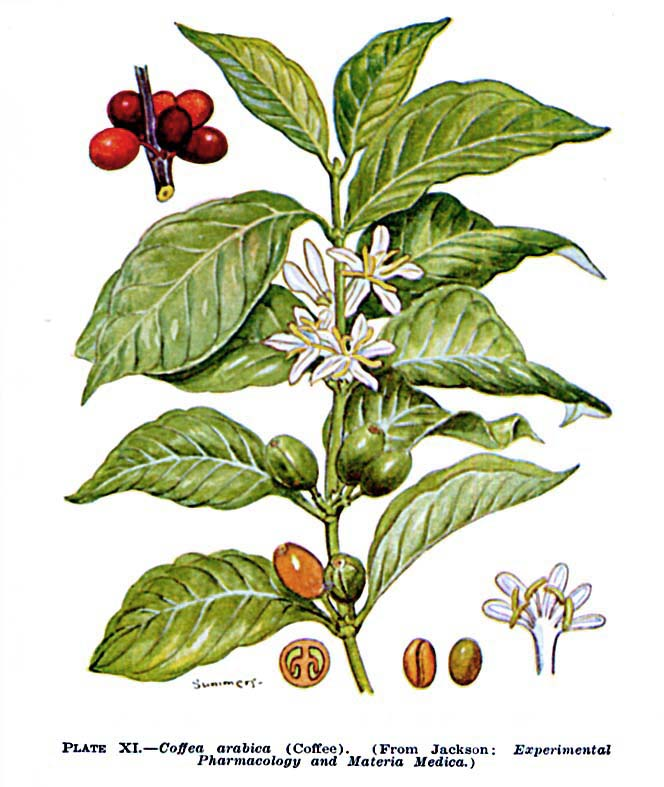 Summers-
PLATE XI.—Coffea arabica (Coffee). (From Jackson: Experimental
Pharmacology and Materia Medica.)